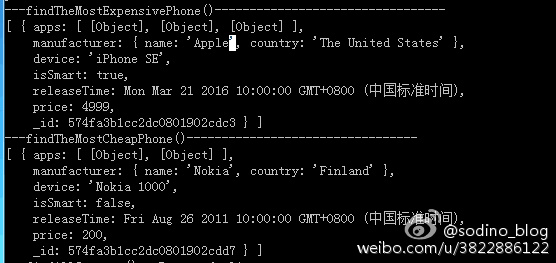 ---findTheMostExpensivePhone()---------------------------------
[ { apps: [ [Object], [Object], [Object] ],
manufacturer: { name: 'Apple', country: 'The United States' },
device: 'iPhone SE',
isSmart: true,
releaseTime: Mon Mar 21 2016 10:00:00 GMT+0800 (中国标准时间),
price: 4999,
_id: 574fa3b1cc2dc0801902cdc3 } ]
---findTheMostCheapPhone()---------------------------------
[ { apps: [ [Object], [Object] ],
manufacturer: { name: 'Nokia', country: 'Finland' },
device: 'Nokia 1000',
isSmart: false,
releaseTime: Fri Aug 26 2011 10:00:00 GMT+0800 (中国标准时间),
price: 200,
_id: 574fa3b1cc2dc0801902cdd7 } ]
@sodino_blog
weibo.com/u/3822886122